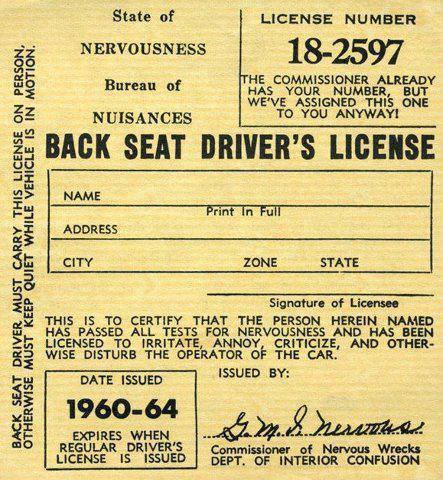 State of
NERVOUSNESS
Bureau of
NUISANCES
LICENSE NUMBER
18-2597
THE COMMISSIONER ALREADY
HAS YOUR NUMBER, BUT
WE'VE ASSIGNED THIS ONE
TO YOU ANYWAY!
BACK SEAT DRIVER'S LICENSE
NAME
Print In Full
ADDRESS
CITY ZONE STATE
Signature of Licensee
THIS IS TO CERTIFY THAT THE PERSON HEREIN NAMED
HAS PASSED ALL TESTS FOR NERVOUSNESS AND HAS BEEN
LICENSED TO IRRITATE, ANNOY, CRITICIZE, AND OTHER-
WISE DISTURB THE OPERATOR OF THE CAR.
DATE ISSUED
1960-64
EXPIRES WHEN
REGULAR DRIVER'S
LICENSE IS ISSUED
ISSUED BY:
G. M. I. Nervous
Commissioner of Nervous Wrecks
DEPT. OF INTERIOR CONFUSION
BACK SEAT DRIVER MUST CARRY THIS LICENSE ON PERSON,
OTHERWISE MUST KEEP QUIET WHILE VEHICLE IS IN MOTION.